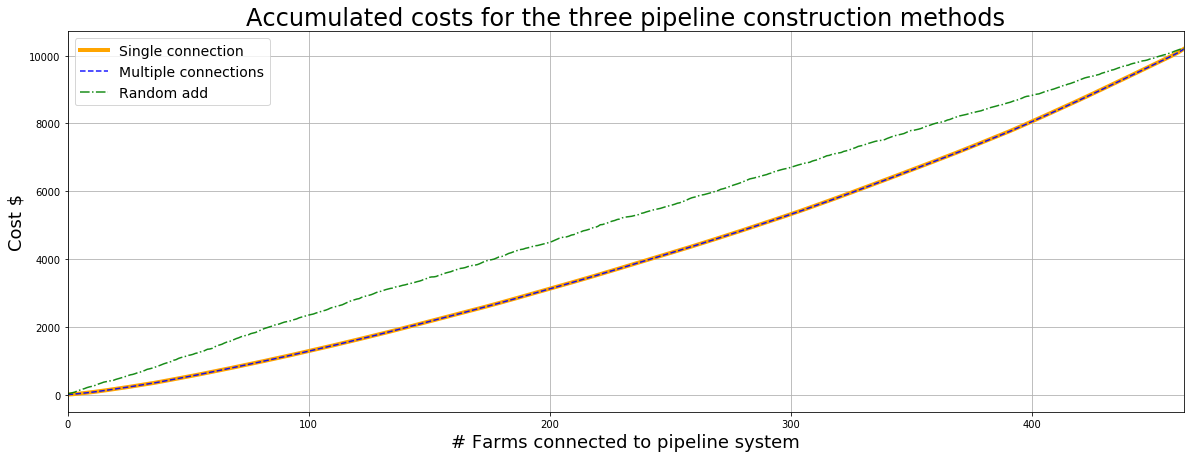 Accumulated costs for the three pipeline construction methods
Single connection
Multiple connections
Random add
Cost $
10000
8000
6000
4000
2000
0
0 100 200 300 400
# Farms connected to pipeline system